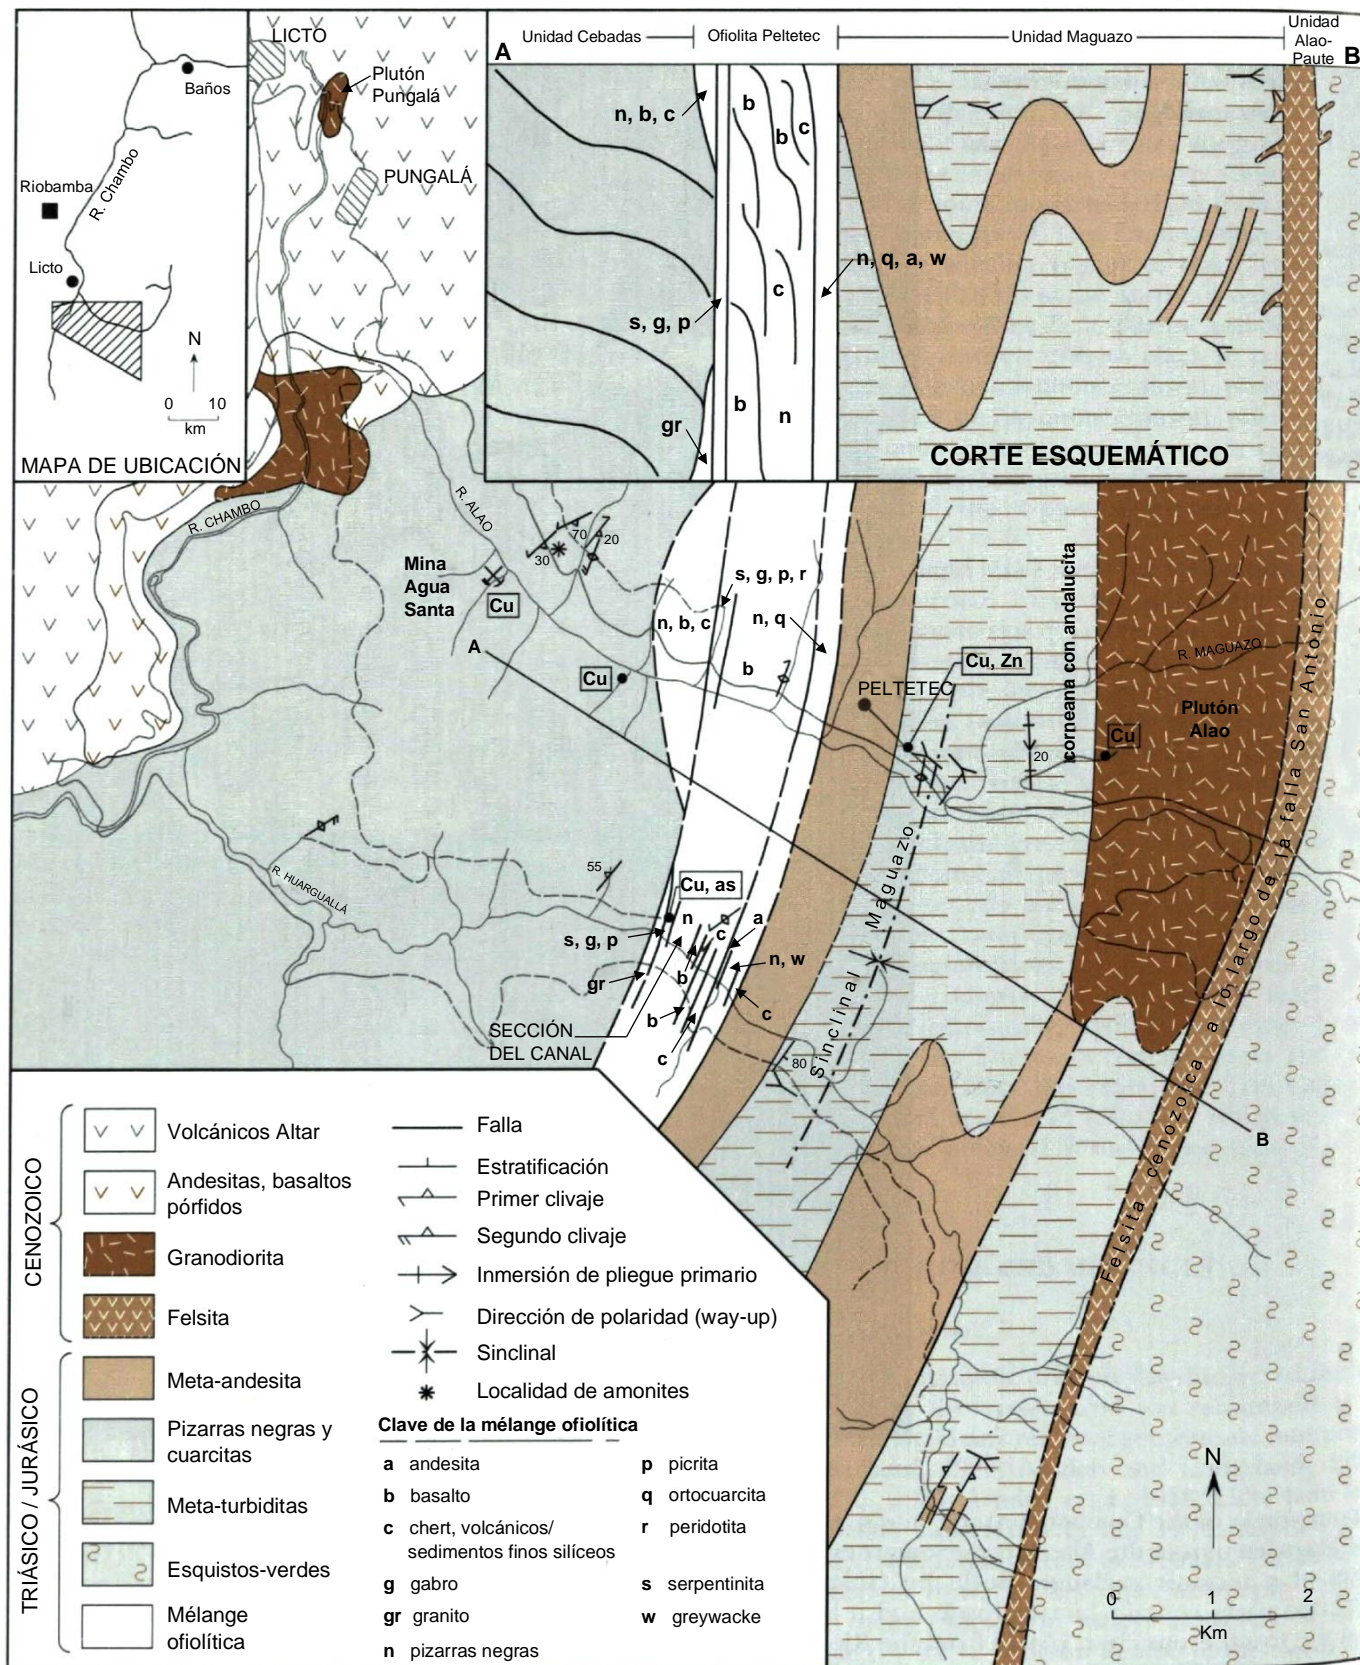 Unidad Cebadas
Ofiolita Peltetec
Unidad Maguazo
Unidad
Alao-
Paute
A
B
Baños
Riobamba
R. Chambo
Licto
N
0 10
km
MAPA DE UBICACIÓN
LICTO
Plutón
Pungalá
PUNGALÁ
n, b, c
b
b
c
c
s, g, p
n, q, a, w
b
n
gr
CORTE ESQUEMÁTICO
R. CHAMBO
R. ALAO
Mina
Agua
Santa
Cu
70
20
30
A
Cu
s, g, p, r
n, b, c
n, q
b
PELTETEC
Cu, Zn
corneana con andalucita
20
R. MAGUAZO
Plutón
Alao
Cu
Felsita cenozoica a lo largo de la falla San Antonio
55
R. HUARGUALLÁ
Cu, as
n
c
a
s, g, p
n, w
b
gr
c
b
c
SECCIÓN
DEL CANAL
Sinclinal Maguazo
80
B
CENOZOICO
Volcánicos Altar
Andesitas, basaltos
pórfidos
Granodiorita
Felsita
TRIÁSICO / JURÁSICO
Meta-andesita
Pizarras negras y
cuarcitas
Meta-turbiditas
Esquistos-verdes
Mélange
ofiolítica
Falla
Estratificación
Primer clivaje
Segundo clivaje
Inmersión de pliegue primario
Dirección de polaridad (way-up)
Sinclinal
Localidad de amonites
Clave de la mélange ofiolítica
a andesita
b basalto
c chert, volcánicos/
sedimentos finos silíceos
g gabro
gr granito
n pizarras negras
p picrita
q ortocuarcita
r peridotita
s serpentinita
w greywacke
N
0 1 2
Km